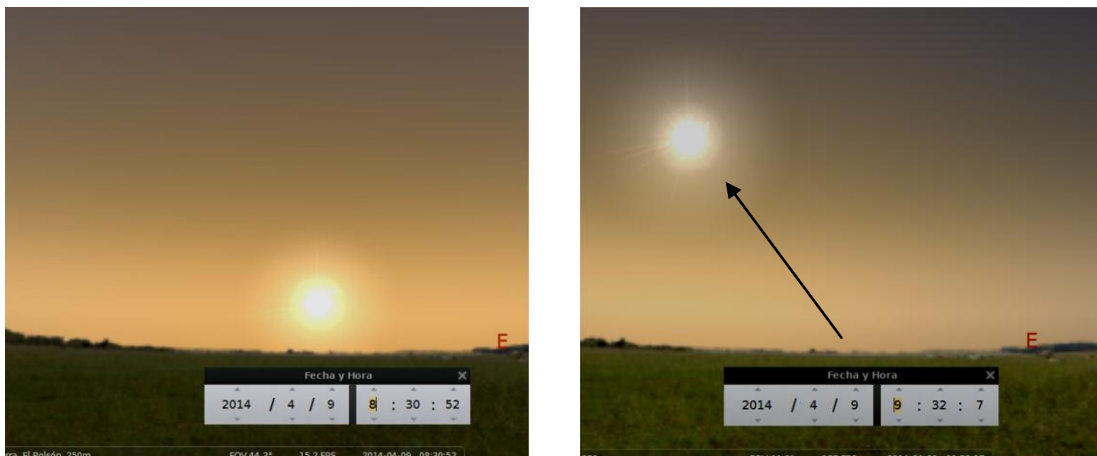 E
Fecha y Hora
2014 / 4 / 9 8 : 30 : 52
rra, El Bolsón, 250m FOV 44.3° 15.2 FPS 2014-04-09 08:30:52
E
Fecha y Hora
2014 / 4 / 9 9 : 32 : 7